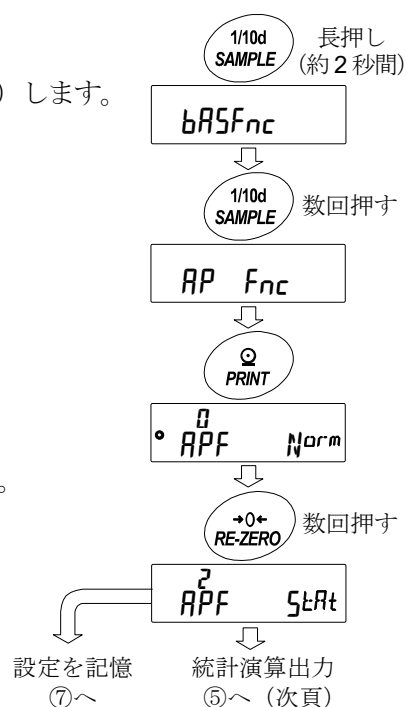 1/10d
SAMPLE
長押し
(約2秒間)
) します。
bASFnc
1/10d
SAMPLE
数回押す
AP Fnc
PRINT
0
APF Norm
。
→0←
RE-ZERO
数回押す
2
APF StAt
設定を記憶
⑦へ
統計演算出力
⑤へ（次頁）